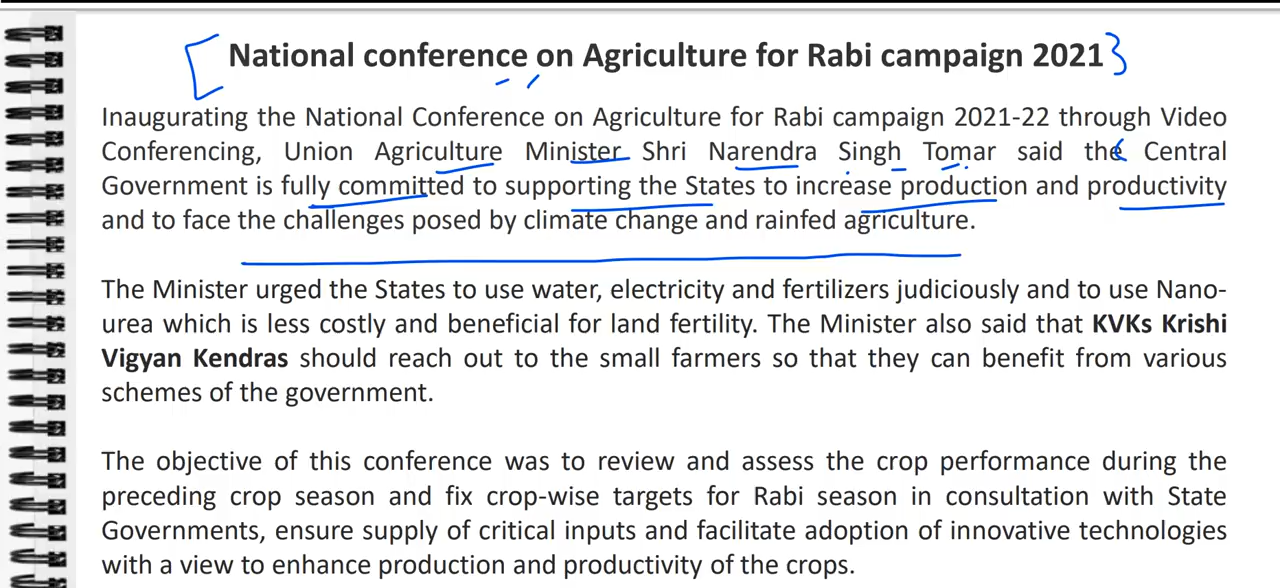 National conference on Agriculture for Rabi campaign 2021
Inaugurating the National Conference on Agriculture for Rabi campaign 2021-22 through Video
Conferencing, Union Agriculture Minister Shri Narendra Singh Tomar said the Central
Government is fully committed to supporting the States to increase production and productivity
and to face the challenges posed by climate change and rainfed agriculture.
The Minister urged the States to use water, electricity and fertilizers judiciously and to use Nano-
urea which is less costly and beneficial for land fertility. The Minister also said that KVKs Krishi
Vigyan Kendras should reach out to the small farmers so that they can benefit from various
schemes of the government.
The objective of this conference was to review and assess the crop performance during the
preceding crop season and fix crop-wise targets for Rabi season in consultation with State
Governments, ensure supply of critical inputs and facilitate adoption of innovative technologies
with a view to enhance production and productivity of the crops.